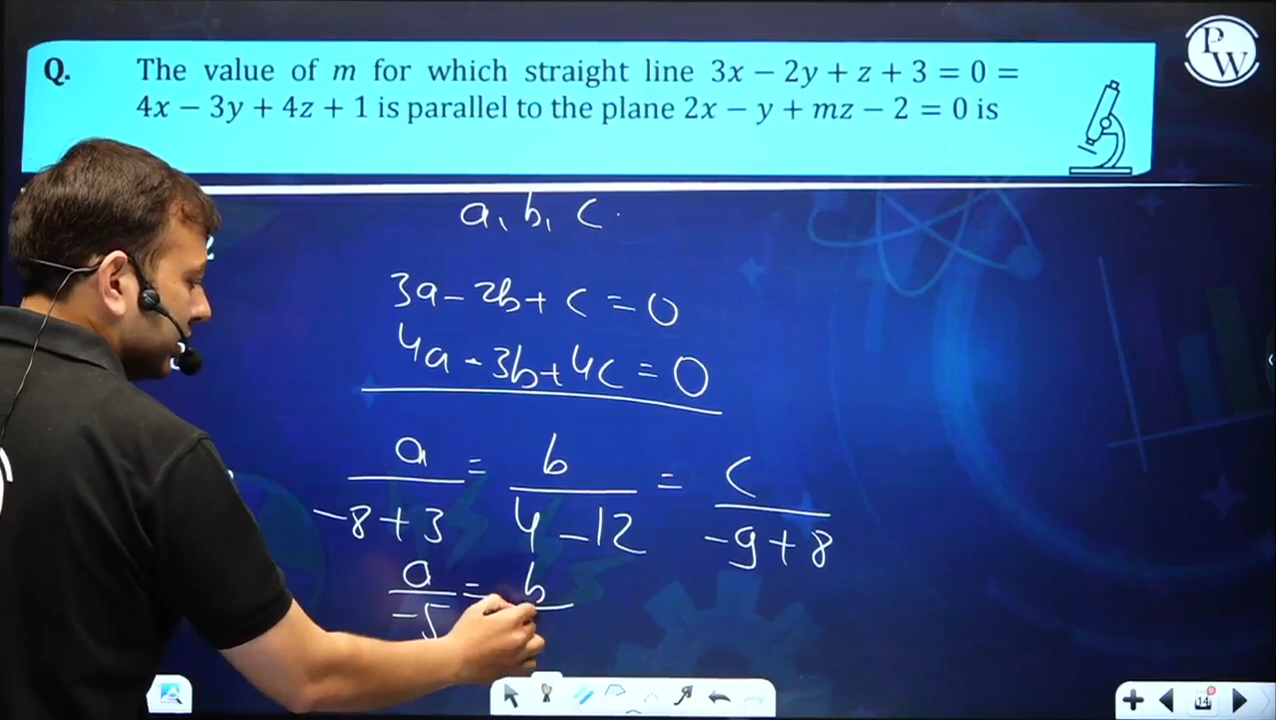 PW
Q. The value of m for which straight line 3x − 2y + z + 3 = 0 =
4x − 3y + 4z + 1 is parallel to the plane 2x − y + mz − 2 = 0 is
a, b, c.
3a − 2b + c = 0
4a − 3b + 4c = 0
a/(−8+3) = b/(4−12) = c/(−9+8)
a/(−5) = b
14